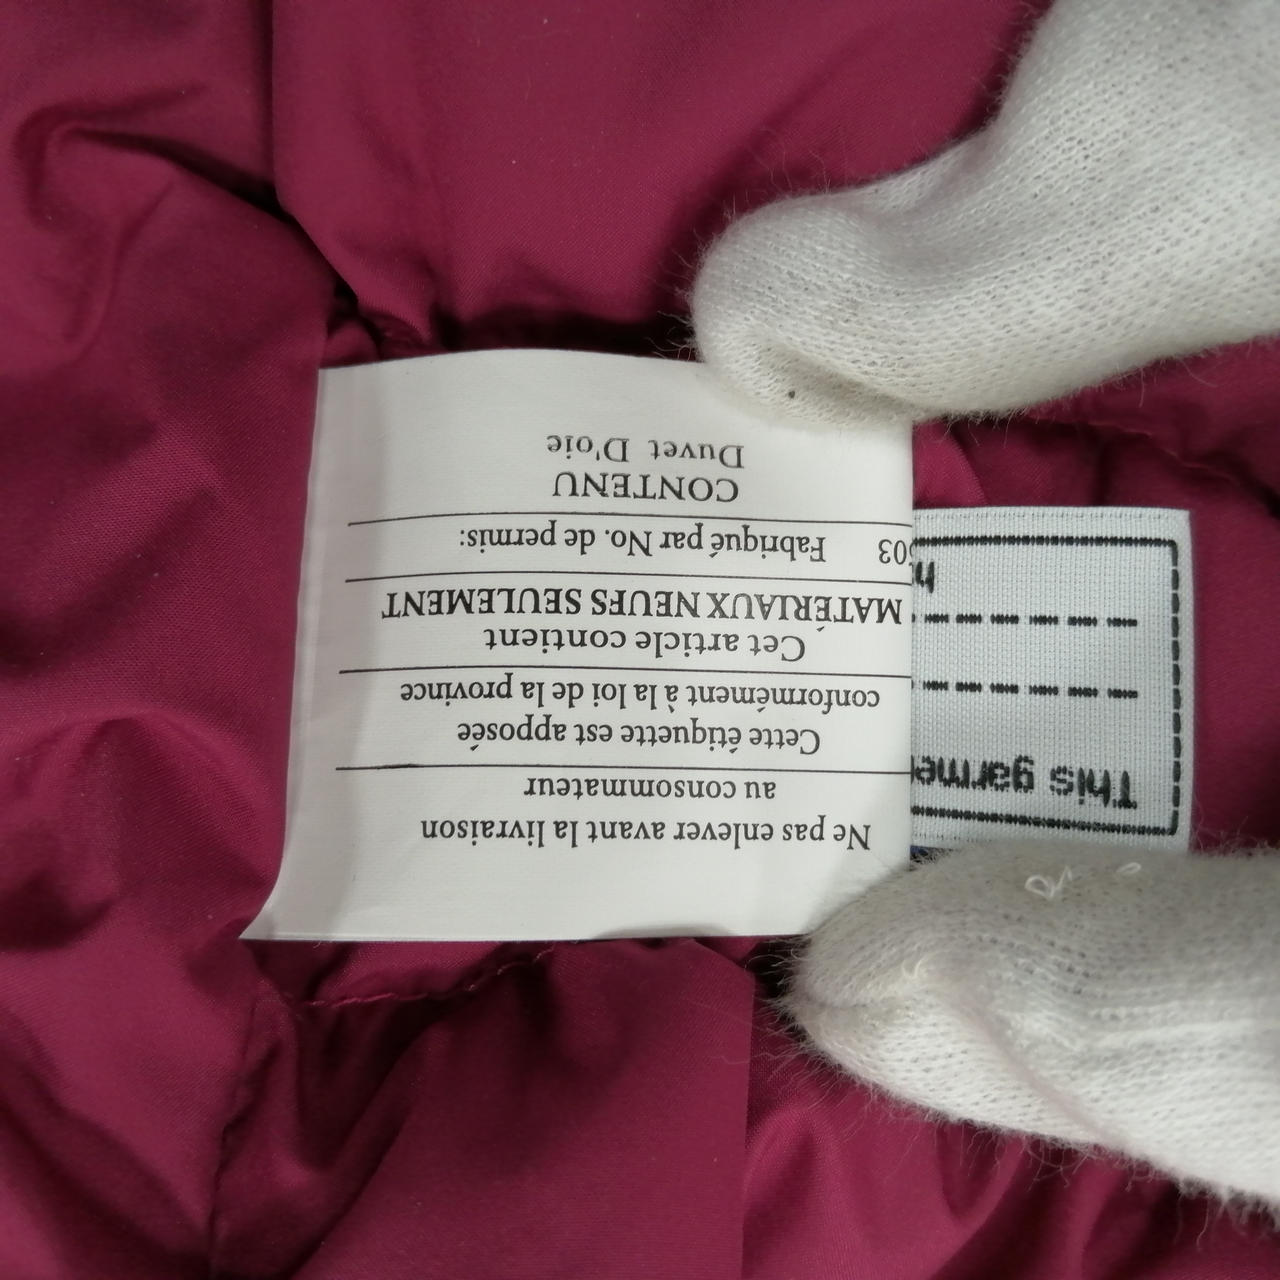 Ne pas enlever avant la livraison
au consommateur
Cette étiquette est apposée
conformément à la loi de la province
Cet article contient
MATÉRIAUX NEUFS SEULEMENT
Fabriqué par No. de permis:
CONTENU
Duvet D'oie
This